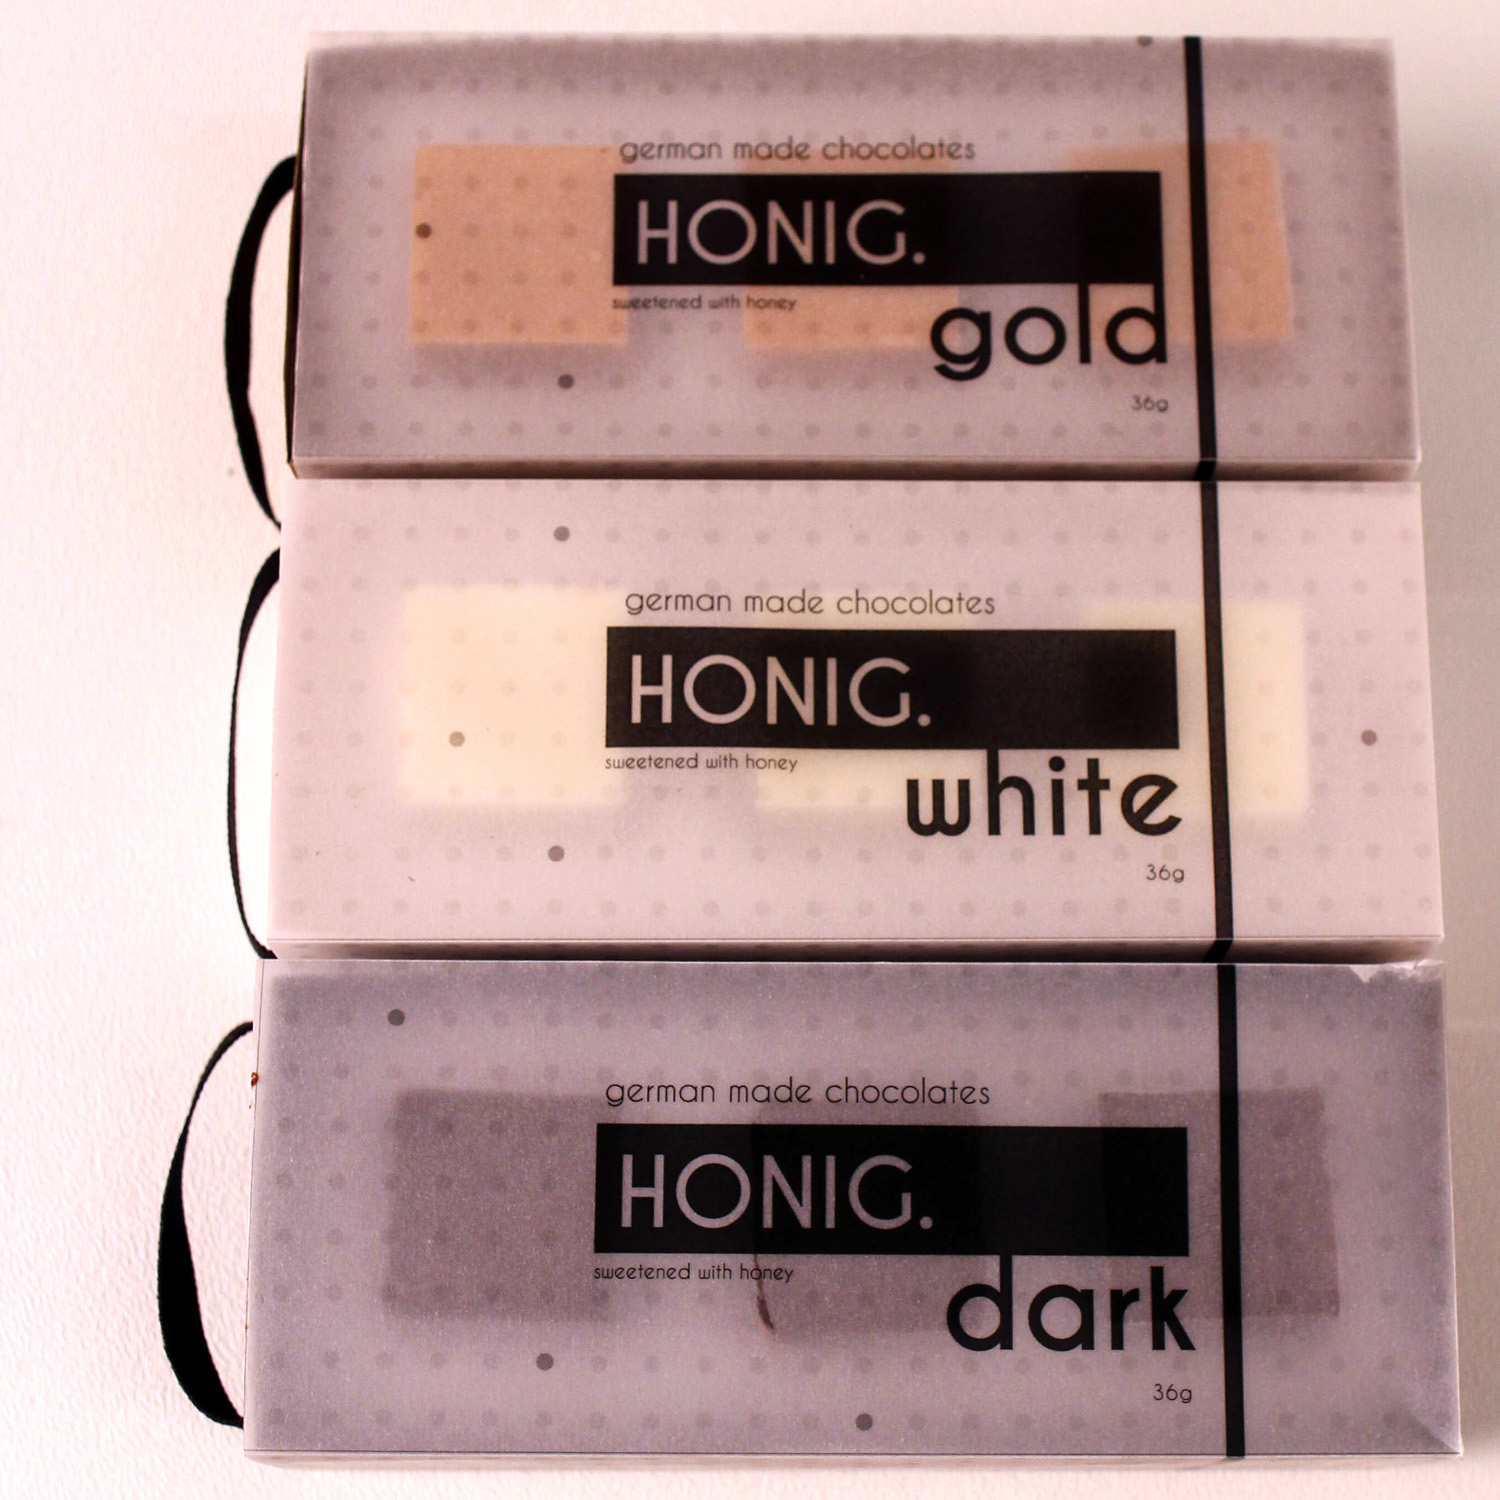 german made chocolates
HONIG.
sweetened with honey
gold
36g
german made chocolates
HONIG.
sweetened with honey
white
36g
german made chocolates
HONIG.
sweetened with honey
dark
36g